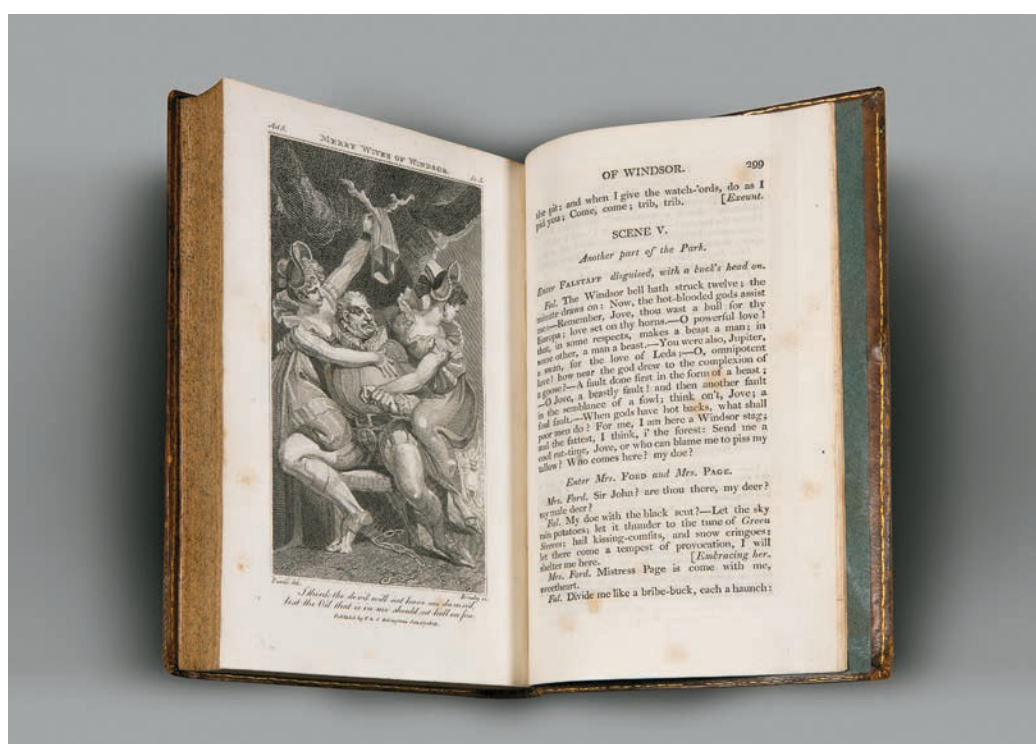 Act 5.
MERRY WIVES OF WINDSOR.
Sc. 5.
I think the devil will not have me damn'd,
lest the Oil that is in me should set hell on fire.
OF WINDSOR. 299
the pit: and when I give the watch-'ords, do as I
pid you; Come, come; trib, trib. [Exeunt.
SCENE V.
Another part of the Park.
Enter FALSTAFF disguised, with a buck's head on.
Fal. The Windsor bell hath struck twelve; the
minute draws on: Now, the hot-blooded gods assist
me:—Remember, Jove, thou wast a bull for thy
Europa; love set on thy horns.—O powerful love!
that, in some respects, makes a beast a man; in
some other, a man a beast.—You were also, Jupiter,
a swan, for the love of Leda;—O, omnipotent
love! how near the god drew to the complexion of
a goose?—A fault done first in the form of a beast;
—O Jove, a beastly fault! and then another fault
in the semblance of a fowl; think on't, Jove; a
foul fault.—When gods have hot backs, what shall
poor men do? For me, I am here a Windsor stag;
and the fattest, I think, i' the forest: Send me a
cool rut-time, Jove, or who can blame me to piss my
tallow? Who comes here? my doe?
Enter Mrs. FORD and Mrs. PAGE.
Mrs. Ford. Sir John? are thou there, my deer?
my male deer?
Fal. My doe with the black scut?—Let the sky
rain potatoes; let it thunder to the tune of Green
Sleeves; hail kissing-comfits, and snow eringoes;
let there come a tempest of provocation, I will
shelter me here. [Embracing her.
Mrs. Ford. Mistress Page is come with me,
sweetheart.
Fal. Divide me like a bribe-buck, each a haunch: